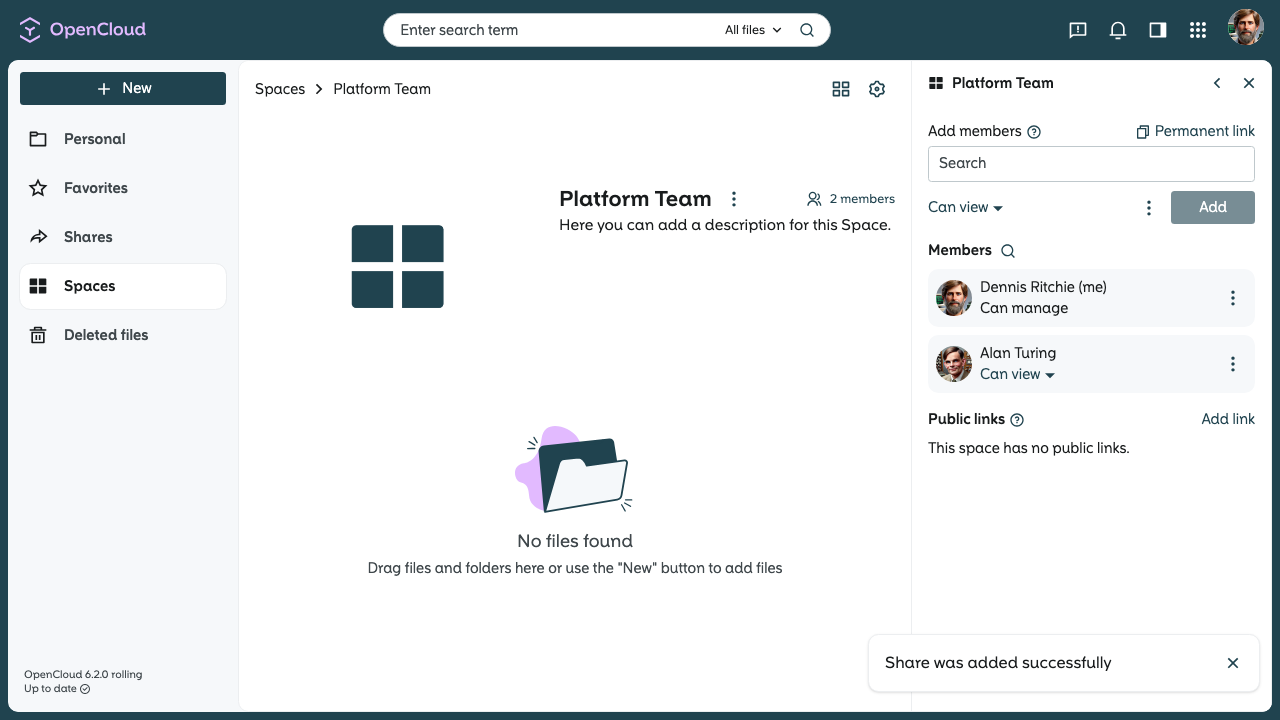 OpenCloud
Enter search term
All files
New
Personal
Favorites
Shares
Spaces
Deleted files
OpenCloud 6.2.0 rolling
Up to date
Spaces
Platform Team
Platform Team
2 members
Here you can add a description for this Space.
No files found
Drag files and folders here or use the "New" button to add files
Platform Team
Add members
Permanent link
Search
Can view
Add
Members
Dennis Ritchie (me)
Can manage
Alan Turing
Can view
Public links
Add link
This space has no public links.
Share was added successfully